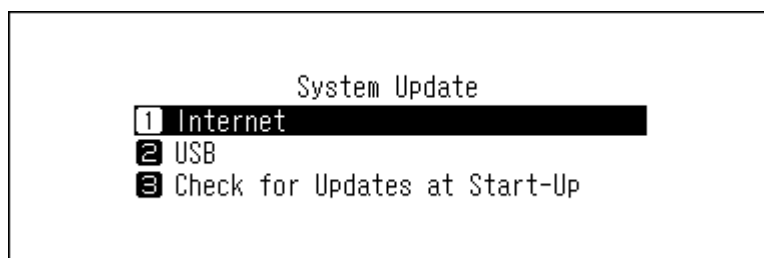 System Update
1 Internet
2 USB
3 Check for Updates at Start-Up